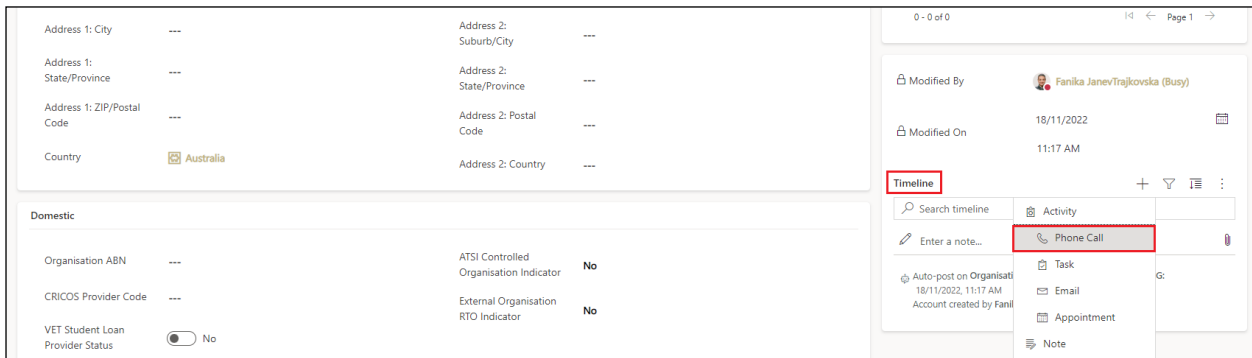 Address 1: City
---
Address 2:
Suburb/City
---
Address 1:
State/Province
---
Address 2:
State/Province
---
Address 1: ZIP/Postal
Code
---
Address 2: Postal
Code
---
Country
Australia
Address 2: Country
---
Domestic
Organisation ABN
---
ATSI Controlled
Organisation Indicator
No
CRICOS Provider Code
---
External Organisation
RTO Indicator
No
VET Student Loan
Provider Status
No
0 - 0 of 0
Page 1
Modified By
Fanika JanevTrajkovska (Busy)
Modified On
18/11/2022
11:17 AM
Timeline
Search timeline
Enter a note...
Auto-post on Organisati
G:
18/11/2022, 11:17 AM
Account created by Fanil
Activity
Phone Call
Task
Email
Appointment
Note